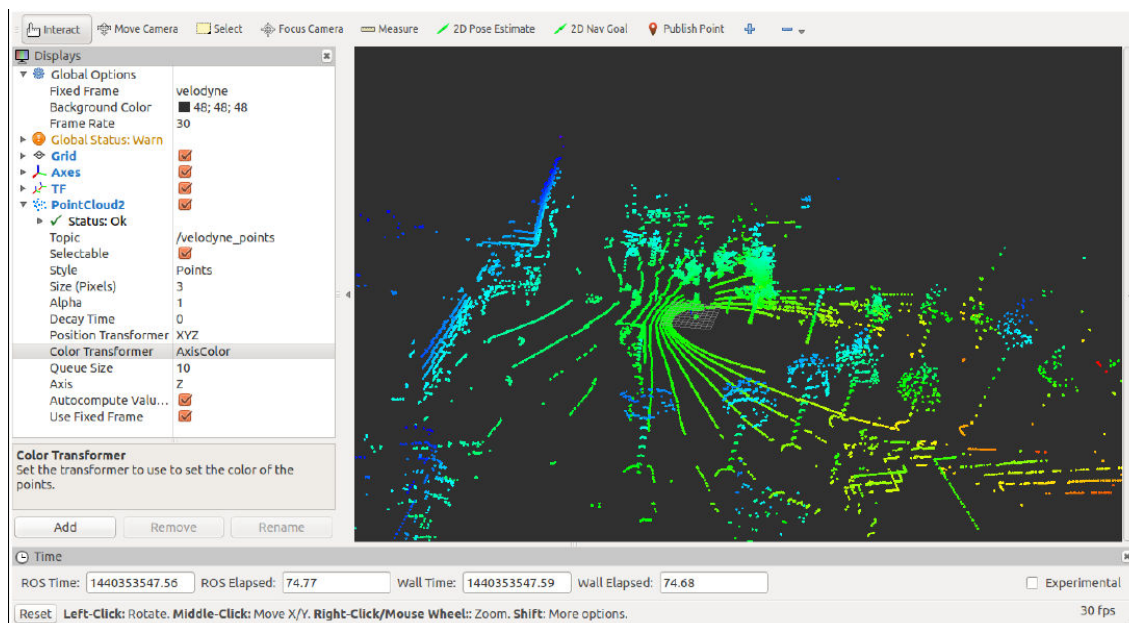 Interact Move Camera Select Focus Camera Measure 2D Pose Estimate 2D Nav Goal Publish Point
Displays
Global Options
Fixed Frame velodyne
Background Color 48; 48; 48
Frame Rate 30
Global Status: Warn
Grid
Axes
TF
PointCloud2
Status: Ok
Topic /velodyne_points
Selectable
Style Points
Size (Pixels) 3
Alpha 1
Decay Time 0
Position Transformer XYZ
Color Transformer AxisColor
Queue Size 10
Axis Z
Autocompute Valu...
Use Fixed Frame
Color Transformer
Set the transformer to use to set the color of the
points.
Add Remove Rename
Time
ROS Time: 1440353547.56 ROS Elapsed: 74.77 Wall Time: 1440353547.59 Wall Elapsed: 74.68 Experimental
Reset Left-Click: Rotate. Middle-Click: Move X/Y. Right-Click/Mouse Wheel:: Zoom. Shift: More options. 30 fps